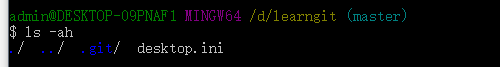 admin@DESKTOP-09PNAF1 MINGW64 /d/learngit (master)
$ ls -ah
./  ../  .git/  desktop.ini